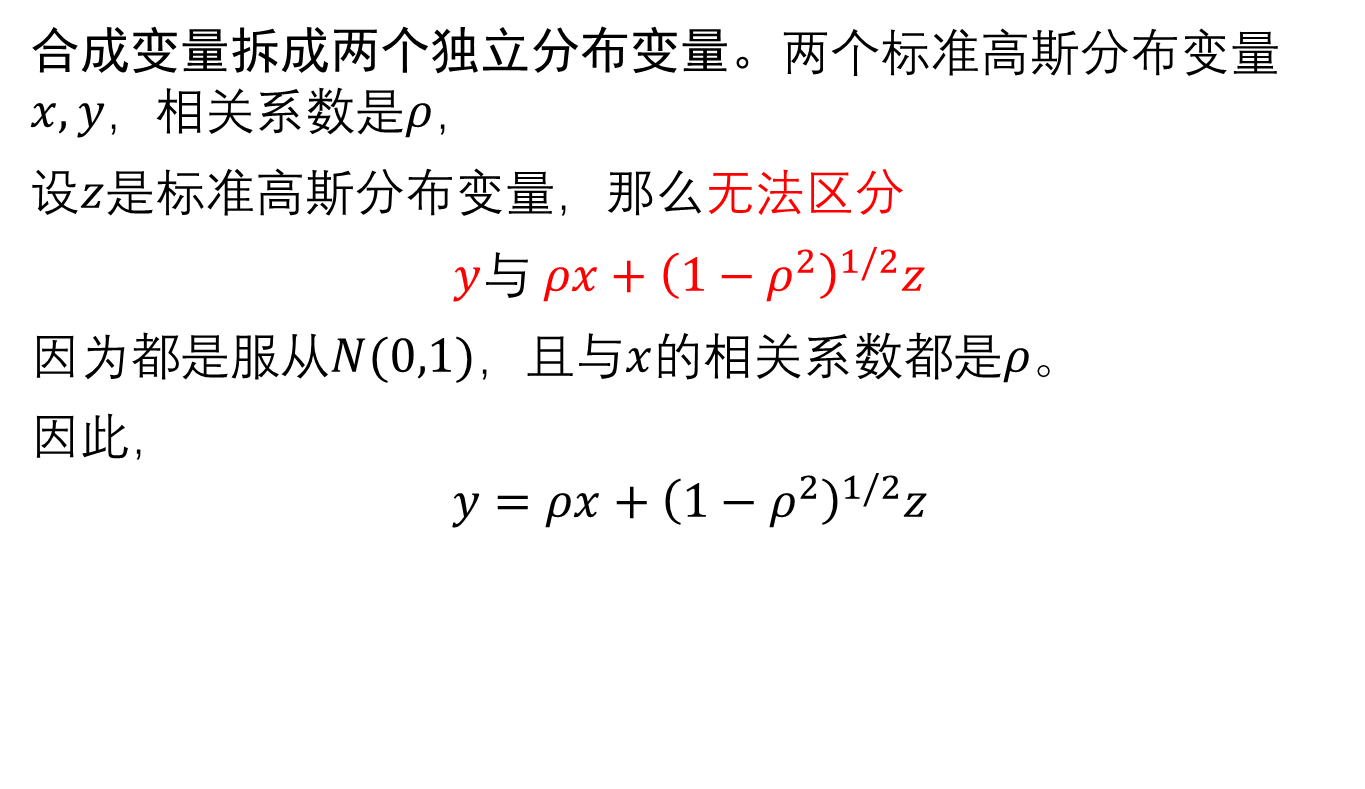 合成变量拆成两个独立分布变量。两个标准高斯分布变量
x, y，相关系数是ρ，
设z是标准高斯分布变量，那么无法区分
y与 ρx + (1 − ρ²)^{1/2}z
因为都是服从N(0,1)，且与x的相关系数都是ρ。
因此，
y = ρx + (1 − ρ²)^{1/2}z